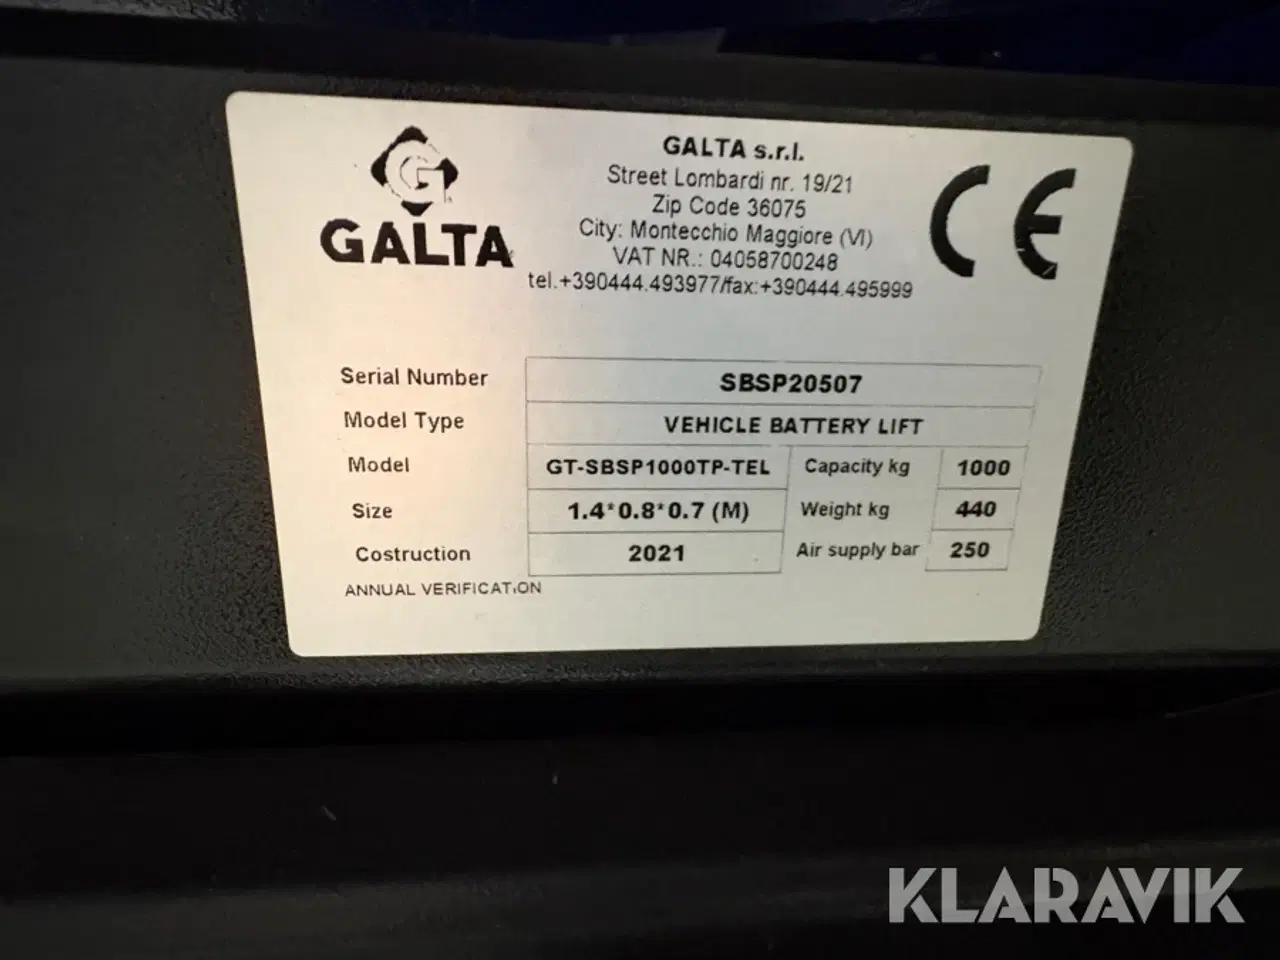 G
GALTA
GALTA s.r.l.
Street Lombardi nr. 19/21
Zip Code 36075
City: Montecchio Maggiore (VI)
VAT NR.: 04058700248
tel.+390444.493977/fax:+390444.495999
CE
Serial Number SBSP20507
Model Type VEHICLE BATTERY LIFT
Model GT-SBSP1000TP-TEL Capacity kg 1000
Size 1.4*0.8*0.7 (M) Weight kg 440
Costruction 2021 Air supply bar 250
ANNUAL VERIFICATION
KLARAVIK